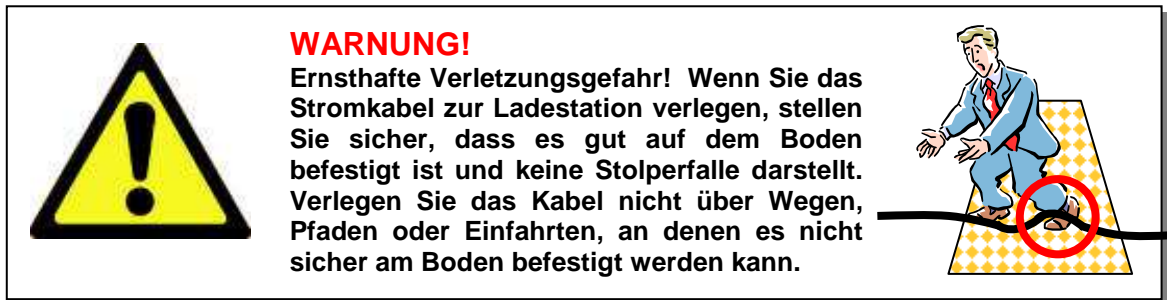 WARNUNG!
Ernsthafte Verletzungsgefahr! Wenn Sie das
Stromkabel zur Ladestation verlegen, stellen
Sie sicher, dass es gut auf dem Boden
befestigt ist und keine Stolperfalle darstellt.
Verlegen Sie das Kabel nicht über Wegen,
Pfaden oder Einfahrten, an denen es nicht
sicher am Boden befestigt werden kann.